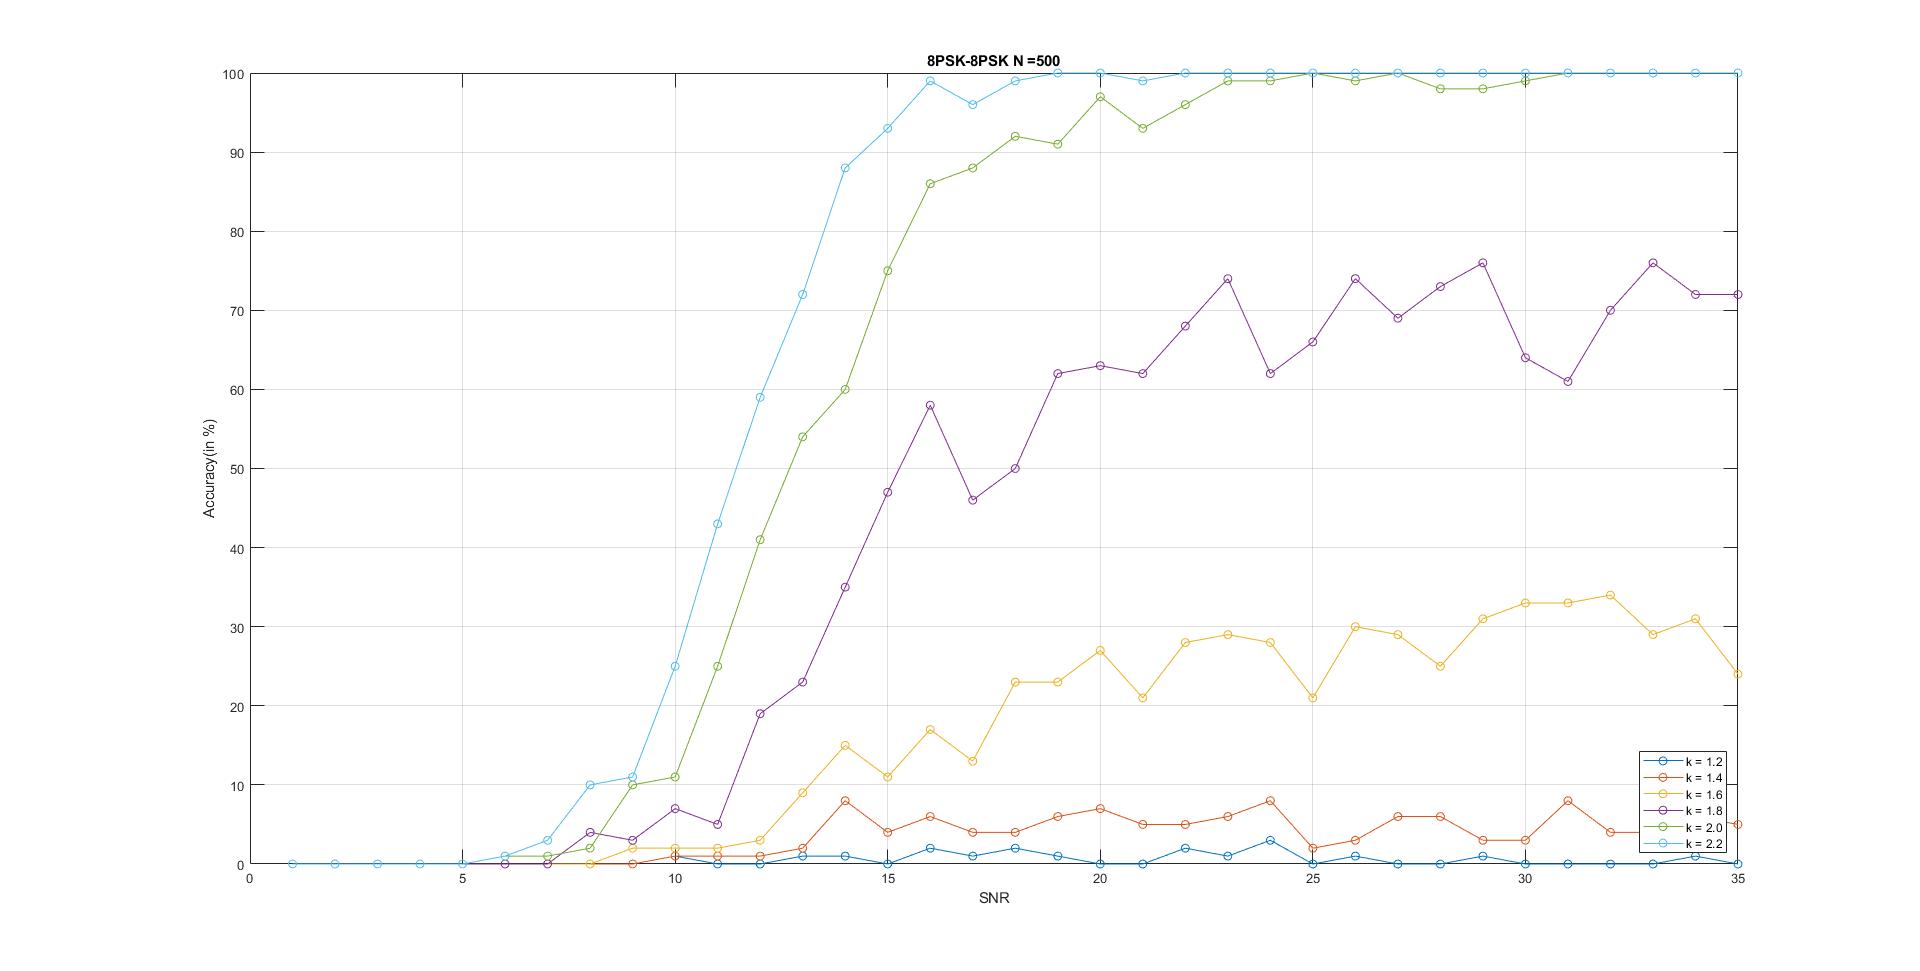 8PSK-8PSK N =500
100
90
80
70
60
50
40
30
20
10
0
Accuracy(in %)
0 5 10 15 20 25 30 35
SNR
k = 1.2
k = 1.4
k = 1.6
k = 1.8
k = 2.0
k = 2.2